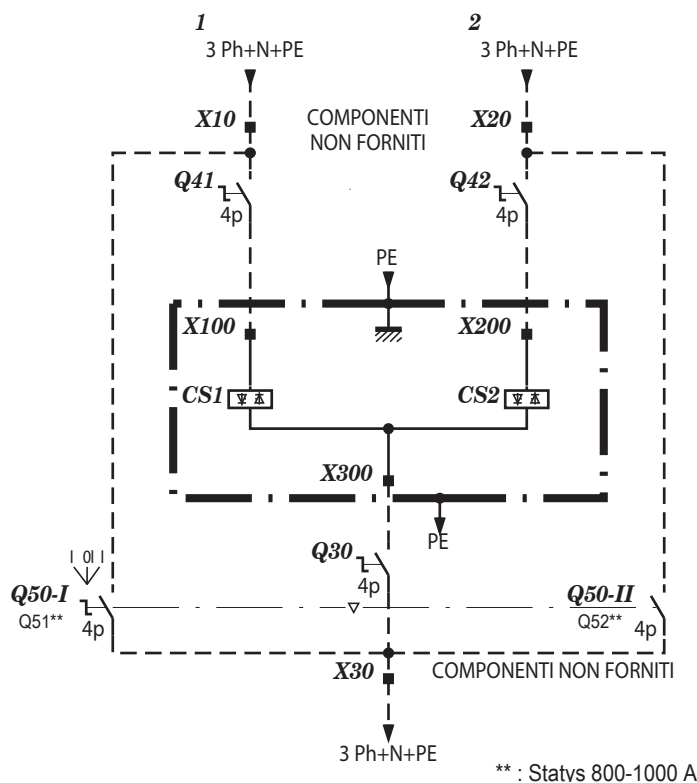 1
2
3 Ph+N+PE
3 Ph+N+PE
X10
COMPONENTI
NON FORNITI
X20
Q41
4p
Q42
4p
PE
X100
X200
CS1
CS2
X300
PE
Q30
4p
I 0 I I
Q50-I
Q51**
4p
Q50-II
Q52**
4p
X30
COMPONENTI NON FORNITI
3 Ph+N+PE
** : Statys 800-1000 A